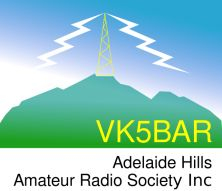 VK5BAR
Adelaide Hills
Amateur Radio Society Inc